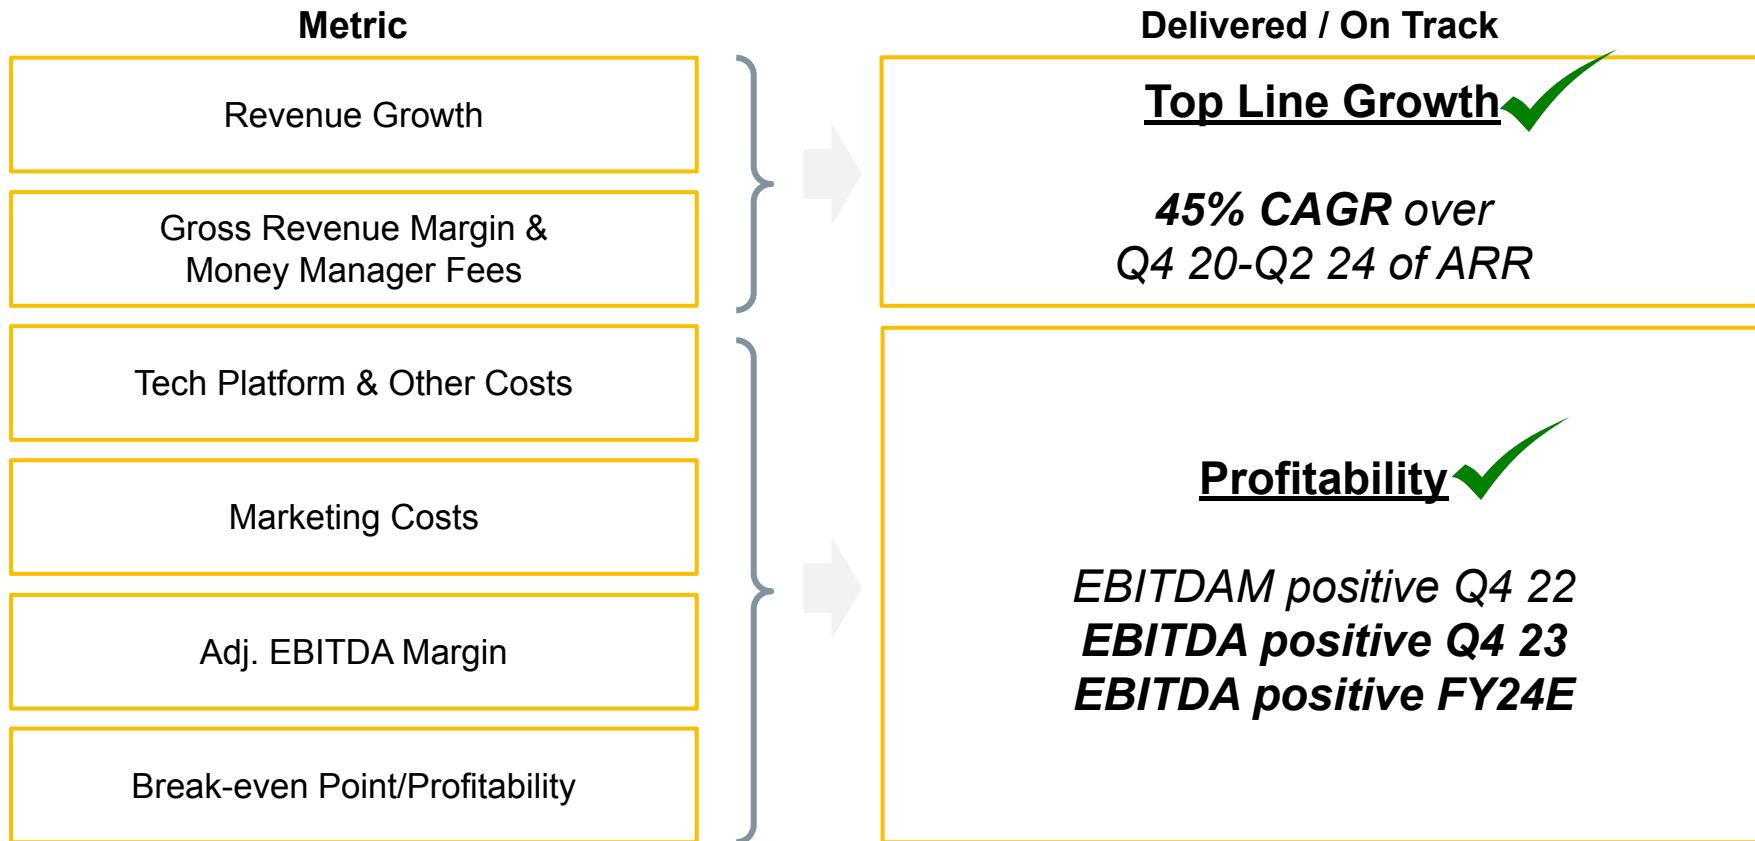 Metric
Delivered / On Track
Revenue Growth
Gross Revenue Margin &
Money Manager Fees
Top Line Growth
45% CAGR over
Q4 20-Q2 24 of ARR
Tech Platform & Other Costs
Marketing Costs
Adj. EBITDA Margin
Break-even Point/Profitability
Profitability
EBITDAM positive Q4 22
EBITDA positive Q4 23
EBITDA positive FY24E